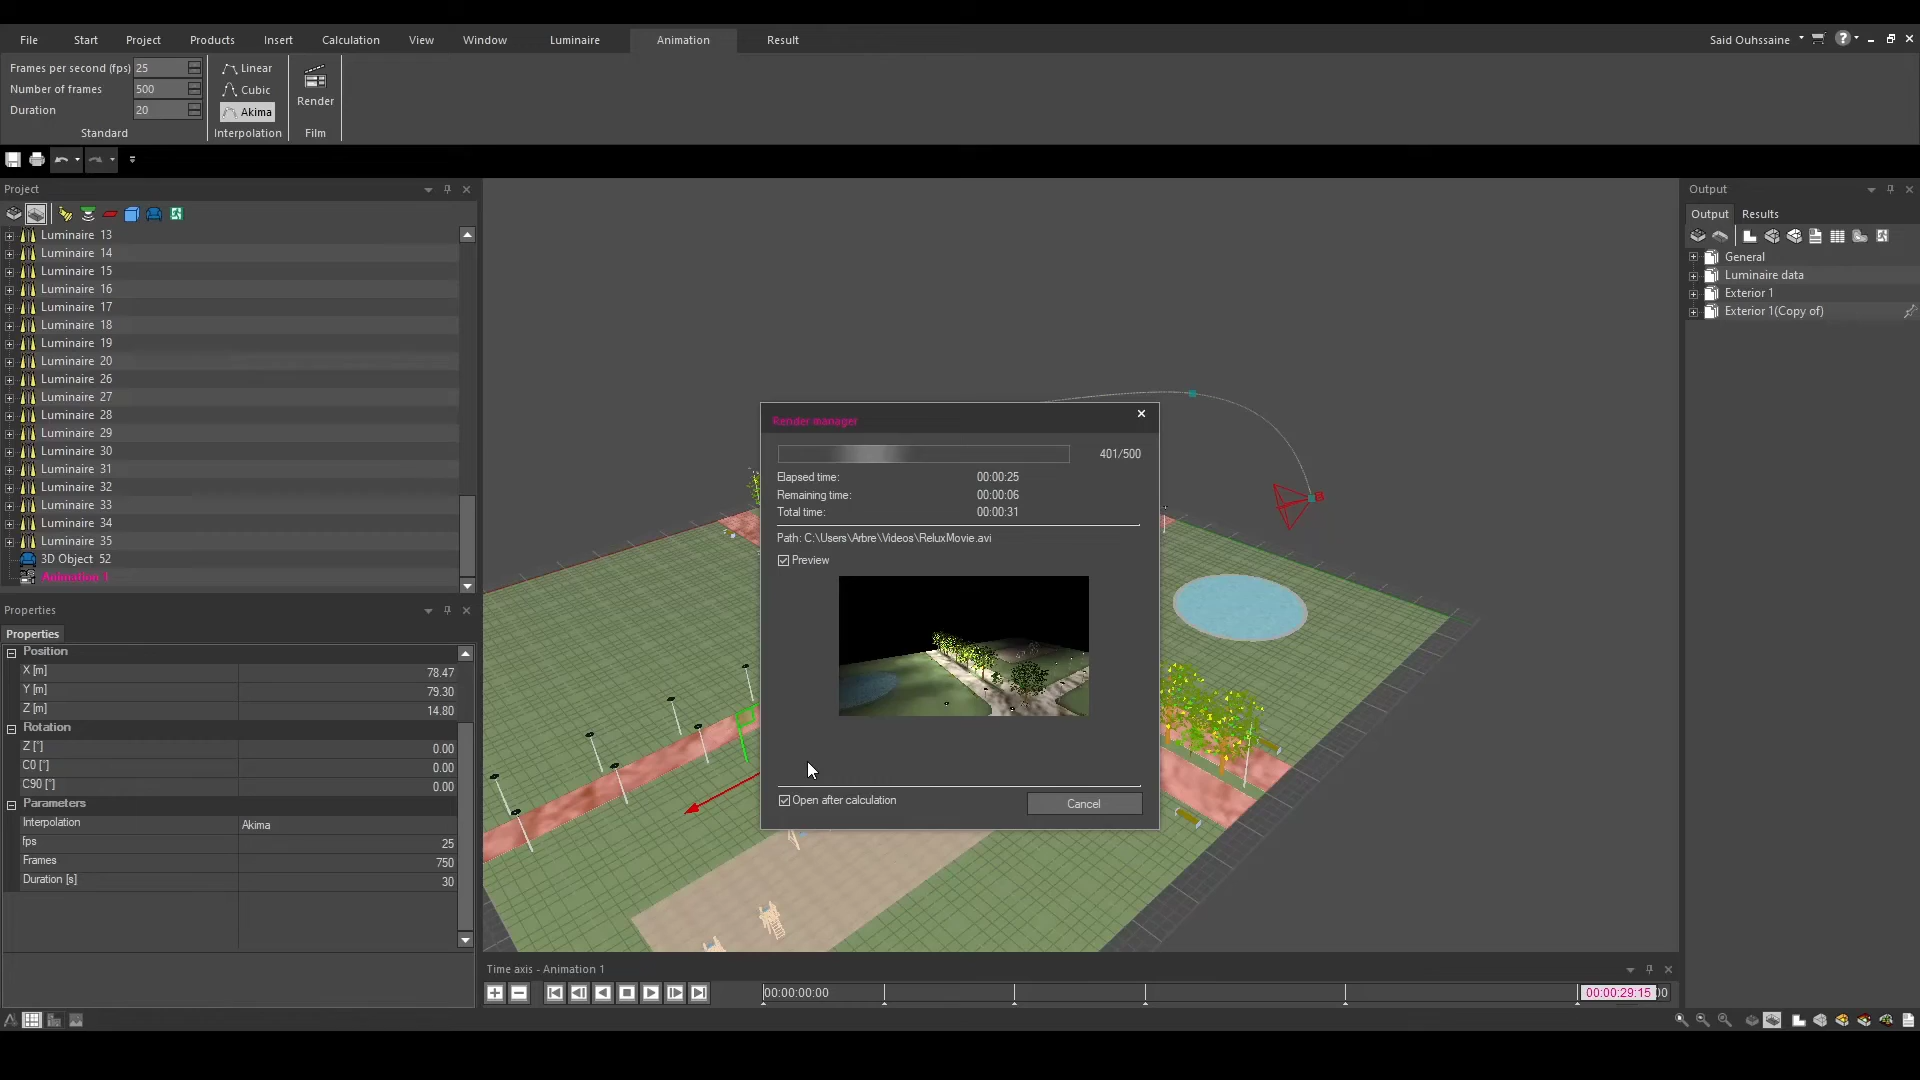 File Start Project Products Insert Calculation View Window Luminaire Animation Result Said Ouhssaine ?
Frames per second (fps) 25
Number of frames 500
Duration 20
Standard
Linear
Cubic
Akima
Interpolation
Render
Film
Project
Luminaire 13
Luminaire 14
Luminaire 15
Luminaire 16
Luminaire 17
Luminaire 18
Luminaire 19
Luminaire 20
Luminaire 26
Luminaire 27
Luminaire 28
Luminaire 29
Luminaire 30
Luminaire 31
Luminaire 32
Luminaire 33
Luminaire 34
Luminaire 35
3D Object 52
Animation 1
Properties
Properties
Position
X [m] 78.47
Y [m] 79.30
Z [m] 14.80
Rotation
Z [°] 0.00
C0 [°] 0.00
C90 [°] 0.00
Parameters
Interpolation Akima
fps 25
Frames 750
Duration [s] 30
Render manager
401/500
Elapsed time: 00:00:25
Remaining time: 00:00:06
Total time: 00:00:31
Path: C:\Users\Arbre\Videos\ReluxMovie.avi
Preview
Open after calculation
Cancel
Time axis - Animation 1
00:00:00:00
00:00:29:15
Output
Output Results
General
Luminaire data
Exterior 1
Exterior 1(Copy of)